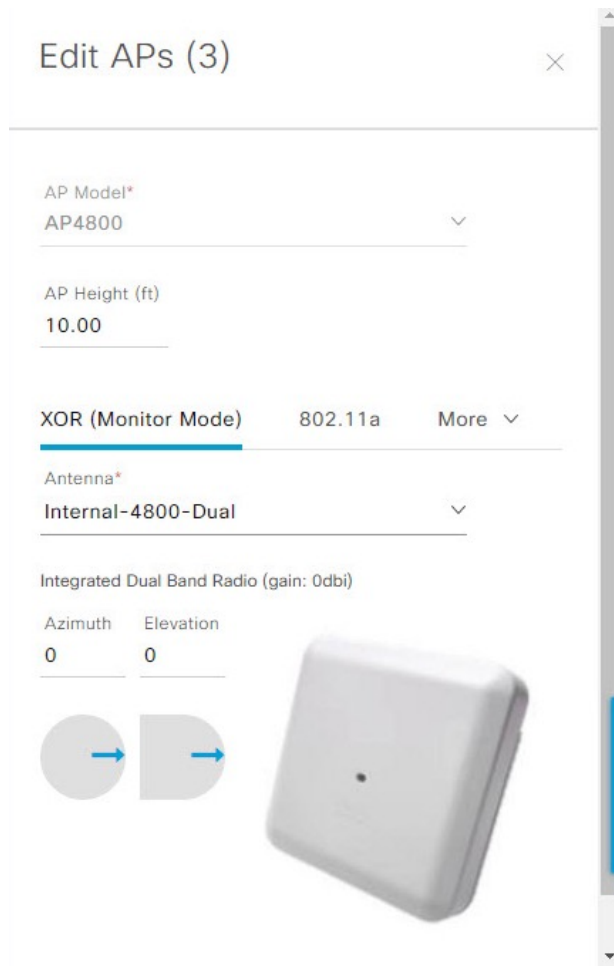 Edit APs (3)
AP Model*
AP4800
AP Height (ft)
10.00
XOR (Monitor Mode) 802.11a More
Antenna*
Internal-4800-Dual
Integrated Dual Band Radio (gain: 0dbi)
Azimuth Elevation
0 0